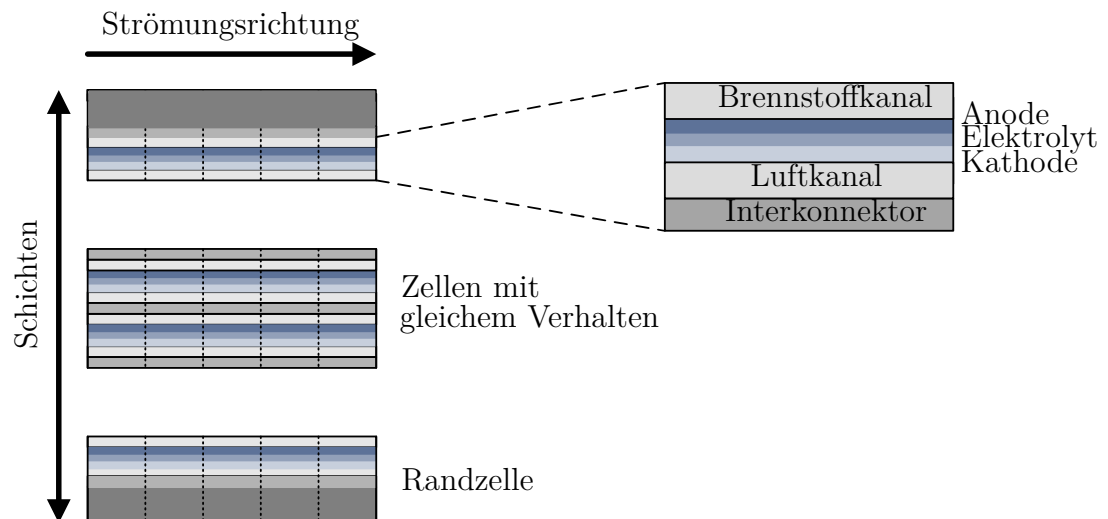 Strömungsrichtung
Schichten
Brennstoffkanal
Anode
Elektrolyt
Kathode
Luftkanal
Interkonnektor
Zellen mit
gleichem Verhalten
Randzelle